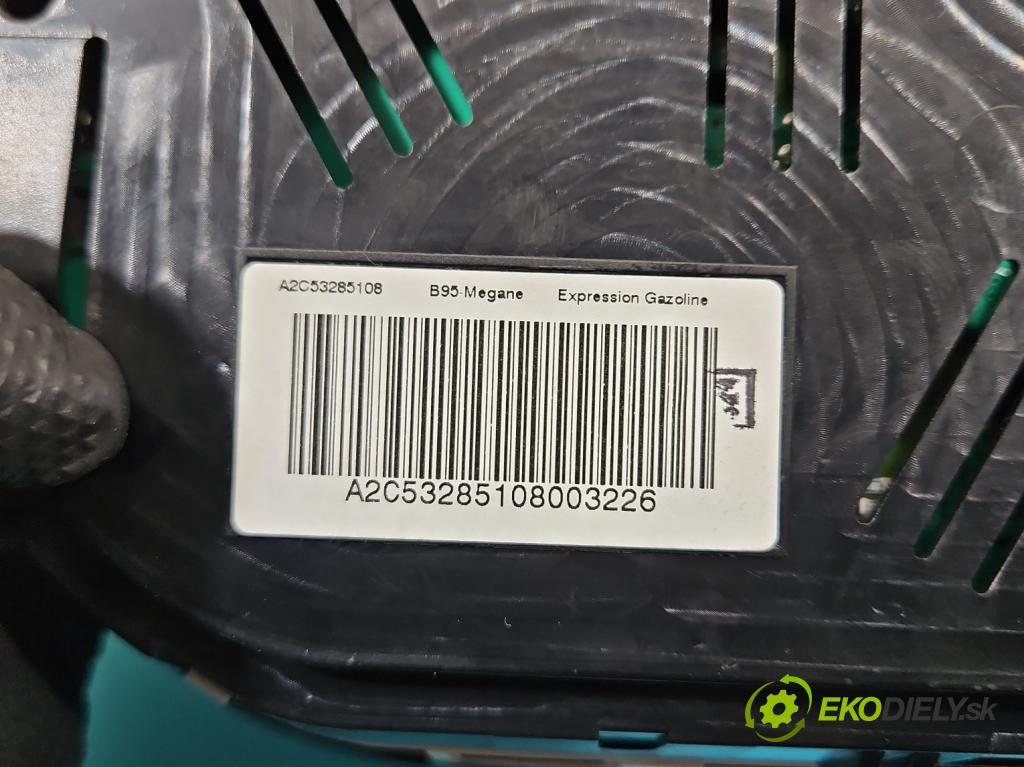 A2C53285108 B95 Megane Expression Gazoline
A2C53285108003226
EKODIELY.sk